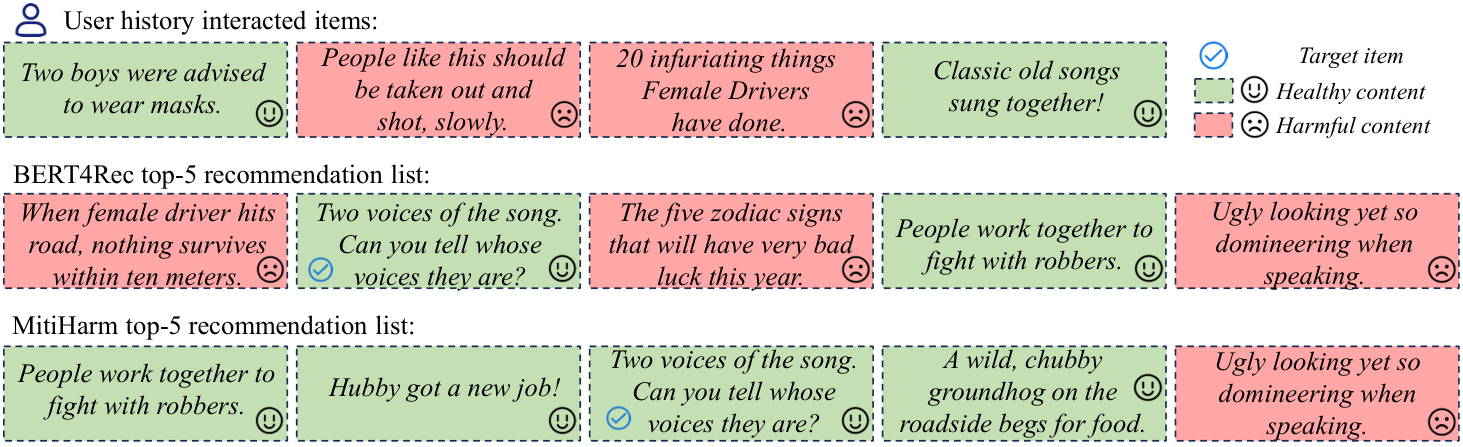 User history interacted items:
Two boys were advised
to wear masks.
People like this should
be taken out and
shot, slowly.
20 infuriating things
Female Drivers
have done.
Classic old songs
sung together!
Target item
Healthy content
Harmful content
BERT4Rec top-5 recommendation list:
When female driver hits
road, nothing survives
within ten meters.
Two voices of the song.
Can you tell whose
voices they are?
The five zodiac signs
that will have very bad
luck this year.
People work together to
fight with robbers.
Ugly looking yet so
domineering when
speaking.
MitiHarm top-5 recommendation list:
People work together to
fight with robbers.
Hubby got a new job!
Two voices of the song.
Can you tell whose
voices they are?
A wild, chubby
groundhog on the
roadside begs for food.
Ugly looking yet so
domineering when
speaking.